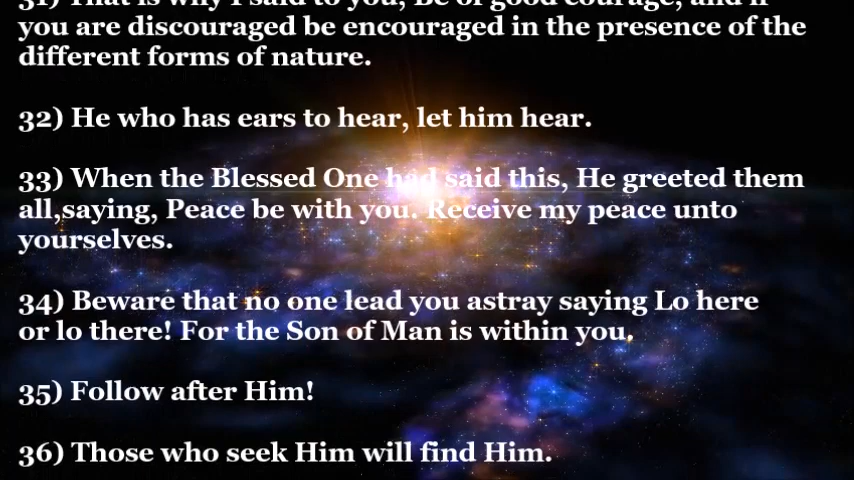 31) That is why I said to you, Be of good courage, and if
you are discouraged be encouraged in the presence of the
different forms of nature.
32) He who has ears to hear, let him hear.
33) When the Blessed One had said this, He greeted them
all,saying, Peace be with you. Receive my peace unto
yourselves.
34) Beware that no one lead you astray saying Lo here
or lo there! For the Son of Man is within you.
35) Follow after Him!
36) Those who seek Him will find Him.